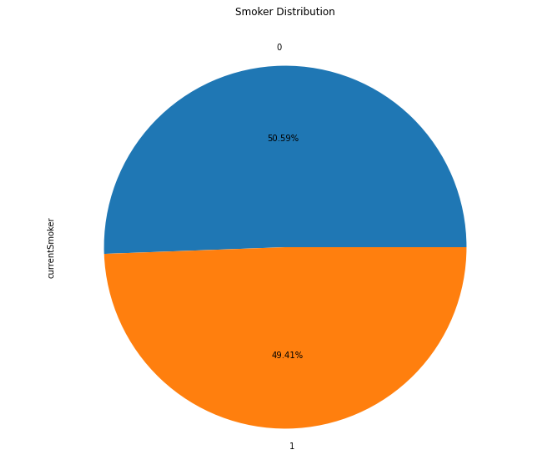 Smoker Distribution
0
50.59%
currentSmoker
49.41%
1